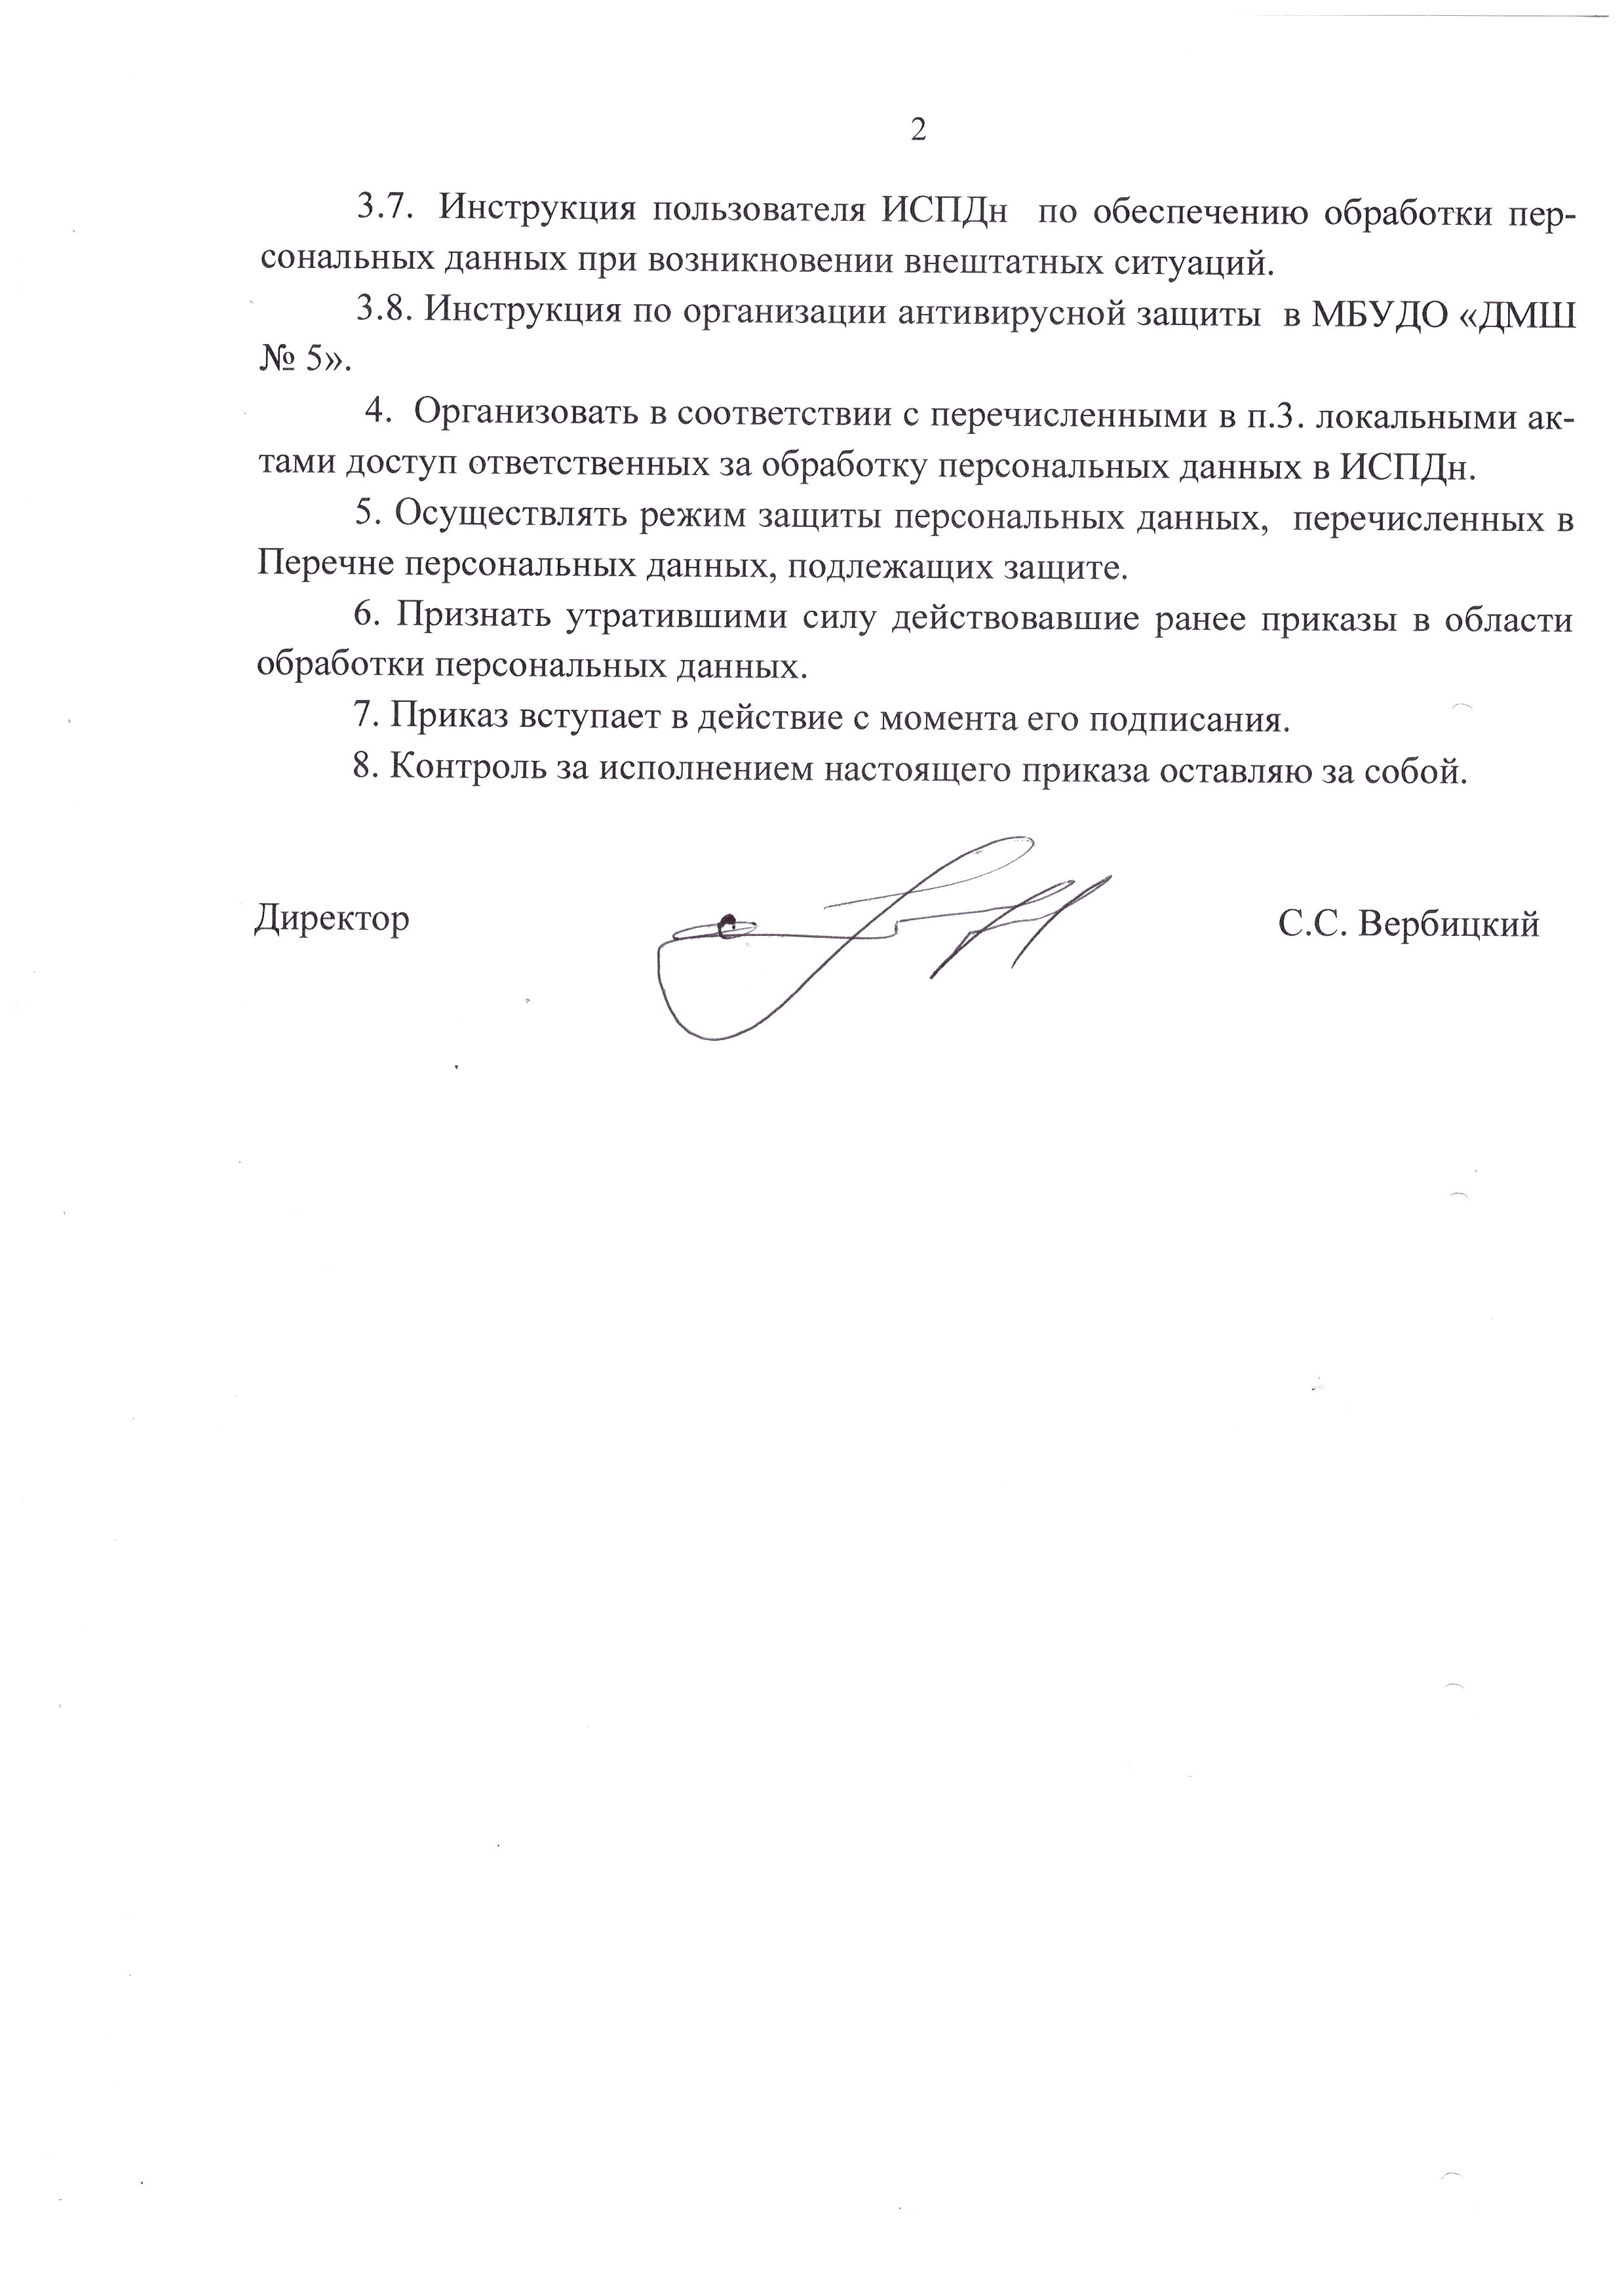 2
3.7. Инструкция пользователя ИСПДн по обеспечению обработки пер-
сональных данных при возникновении внештатных ситуаций.
3.8. Инструкция по организации антивирусной защиты в МБУДО «ДМШ
№ 5».
4. Организовать в соответствии с перечисленными в п.3. локальными ак-
тами доступ ответственных за обработку персональных данных в ИСПДн.
5. Осуществлять режим защиты персональных данных, перечисленных в
Перечне персональных данных, подлежащих защите.
6. Признать утратившими силу действовавшие ранее приказы в области
обработки персональных данных.
7. Приказ вступает в действие с момента его подписания.
8. Контроль за исполнением настоящего приказа оставляю за собой.
Директор С.С. Вербицкий